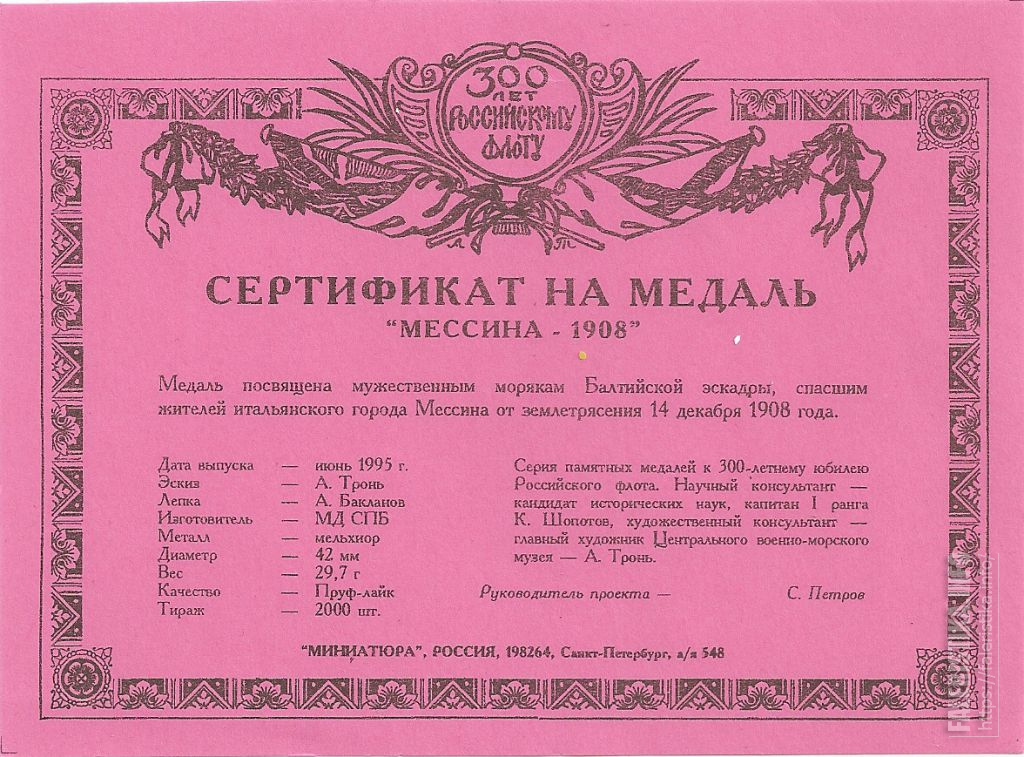 300
ЛЕТ
РОССИЙСКОМУ
ФЛОТУ
А Т
СЕРТИФИКАТ НА МЕДАЛЬ
"МЕССИНА - 1908"
Медаль посвящена мужественным морякам Балтийской эскадры, спасшим
жителей итальянского города Мессина от землетрясения 14 декабря 1908 года.
Дата выпуска — июнь 1995 г.
Эскиз — А. Тронь
Лепка — А. Бакланов
Изготовитель — МД СПБ
Металл — мельхиор
Диаметр — 42 мм
Вес — 29,7 г
Качество — Пруф-лайк
Тираж — 2000 шт.
Серия памятных медалей к 300-летнему юбилею
Российского флота. Научный консультант —
кандидат исторических наук, капитан I ранга
К. Шопотов, художественный консультант —
главный художник Центрального военно-морского
музея — А. Тронь.
Руководитель проекта — С. Петров
"МИНИАТЮРА", РОССИЯ, 198264, Санкт-Петербург, а/я 548